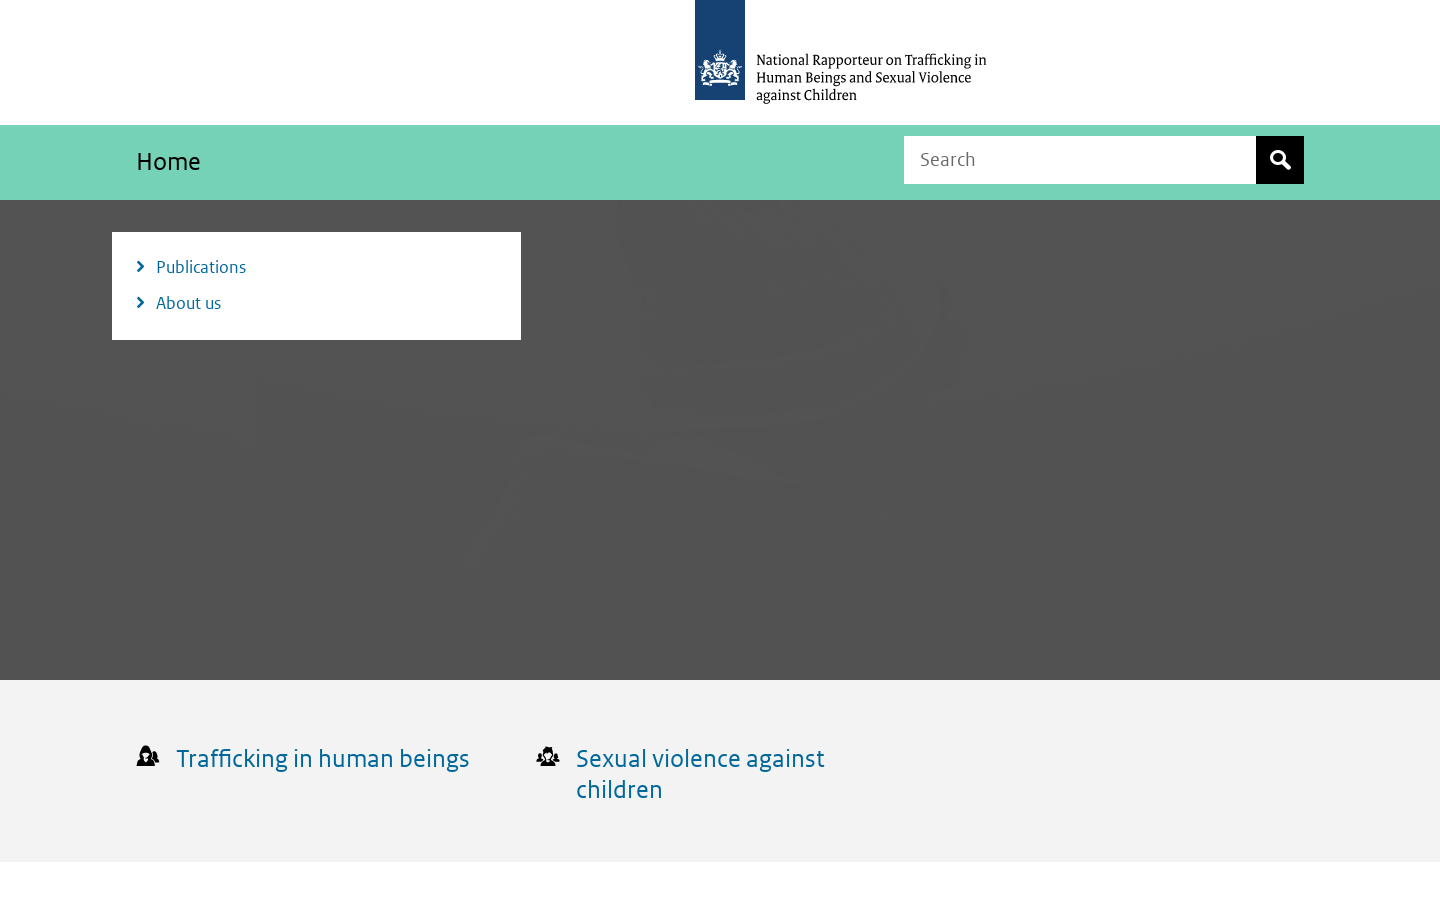 National Rapporteur on Trafficking in
Human Beings and Sexual Violence
against Children
Home
Search
Publications
About us
Trafficking in human beings
Sexual violence against
children